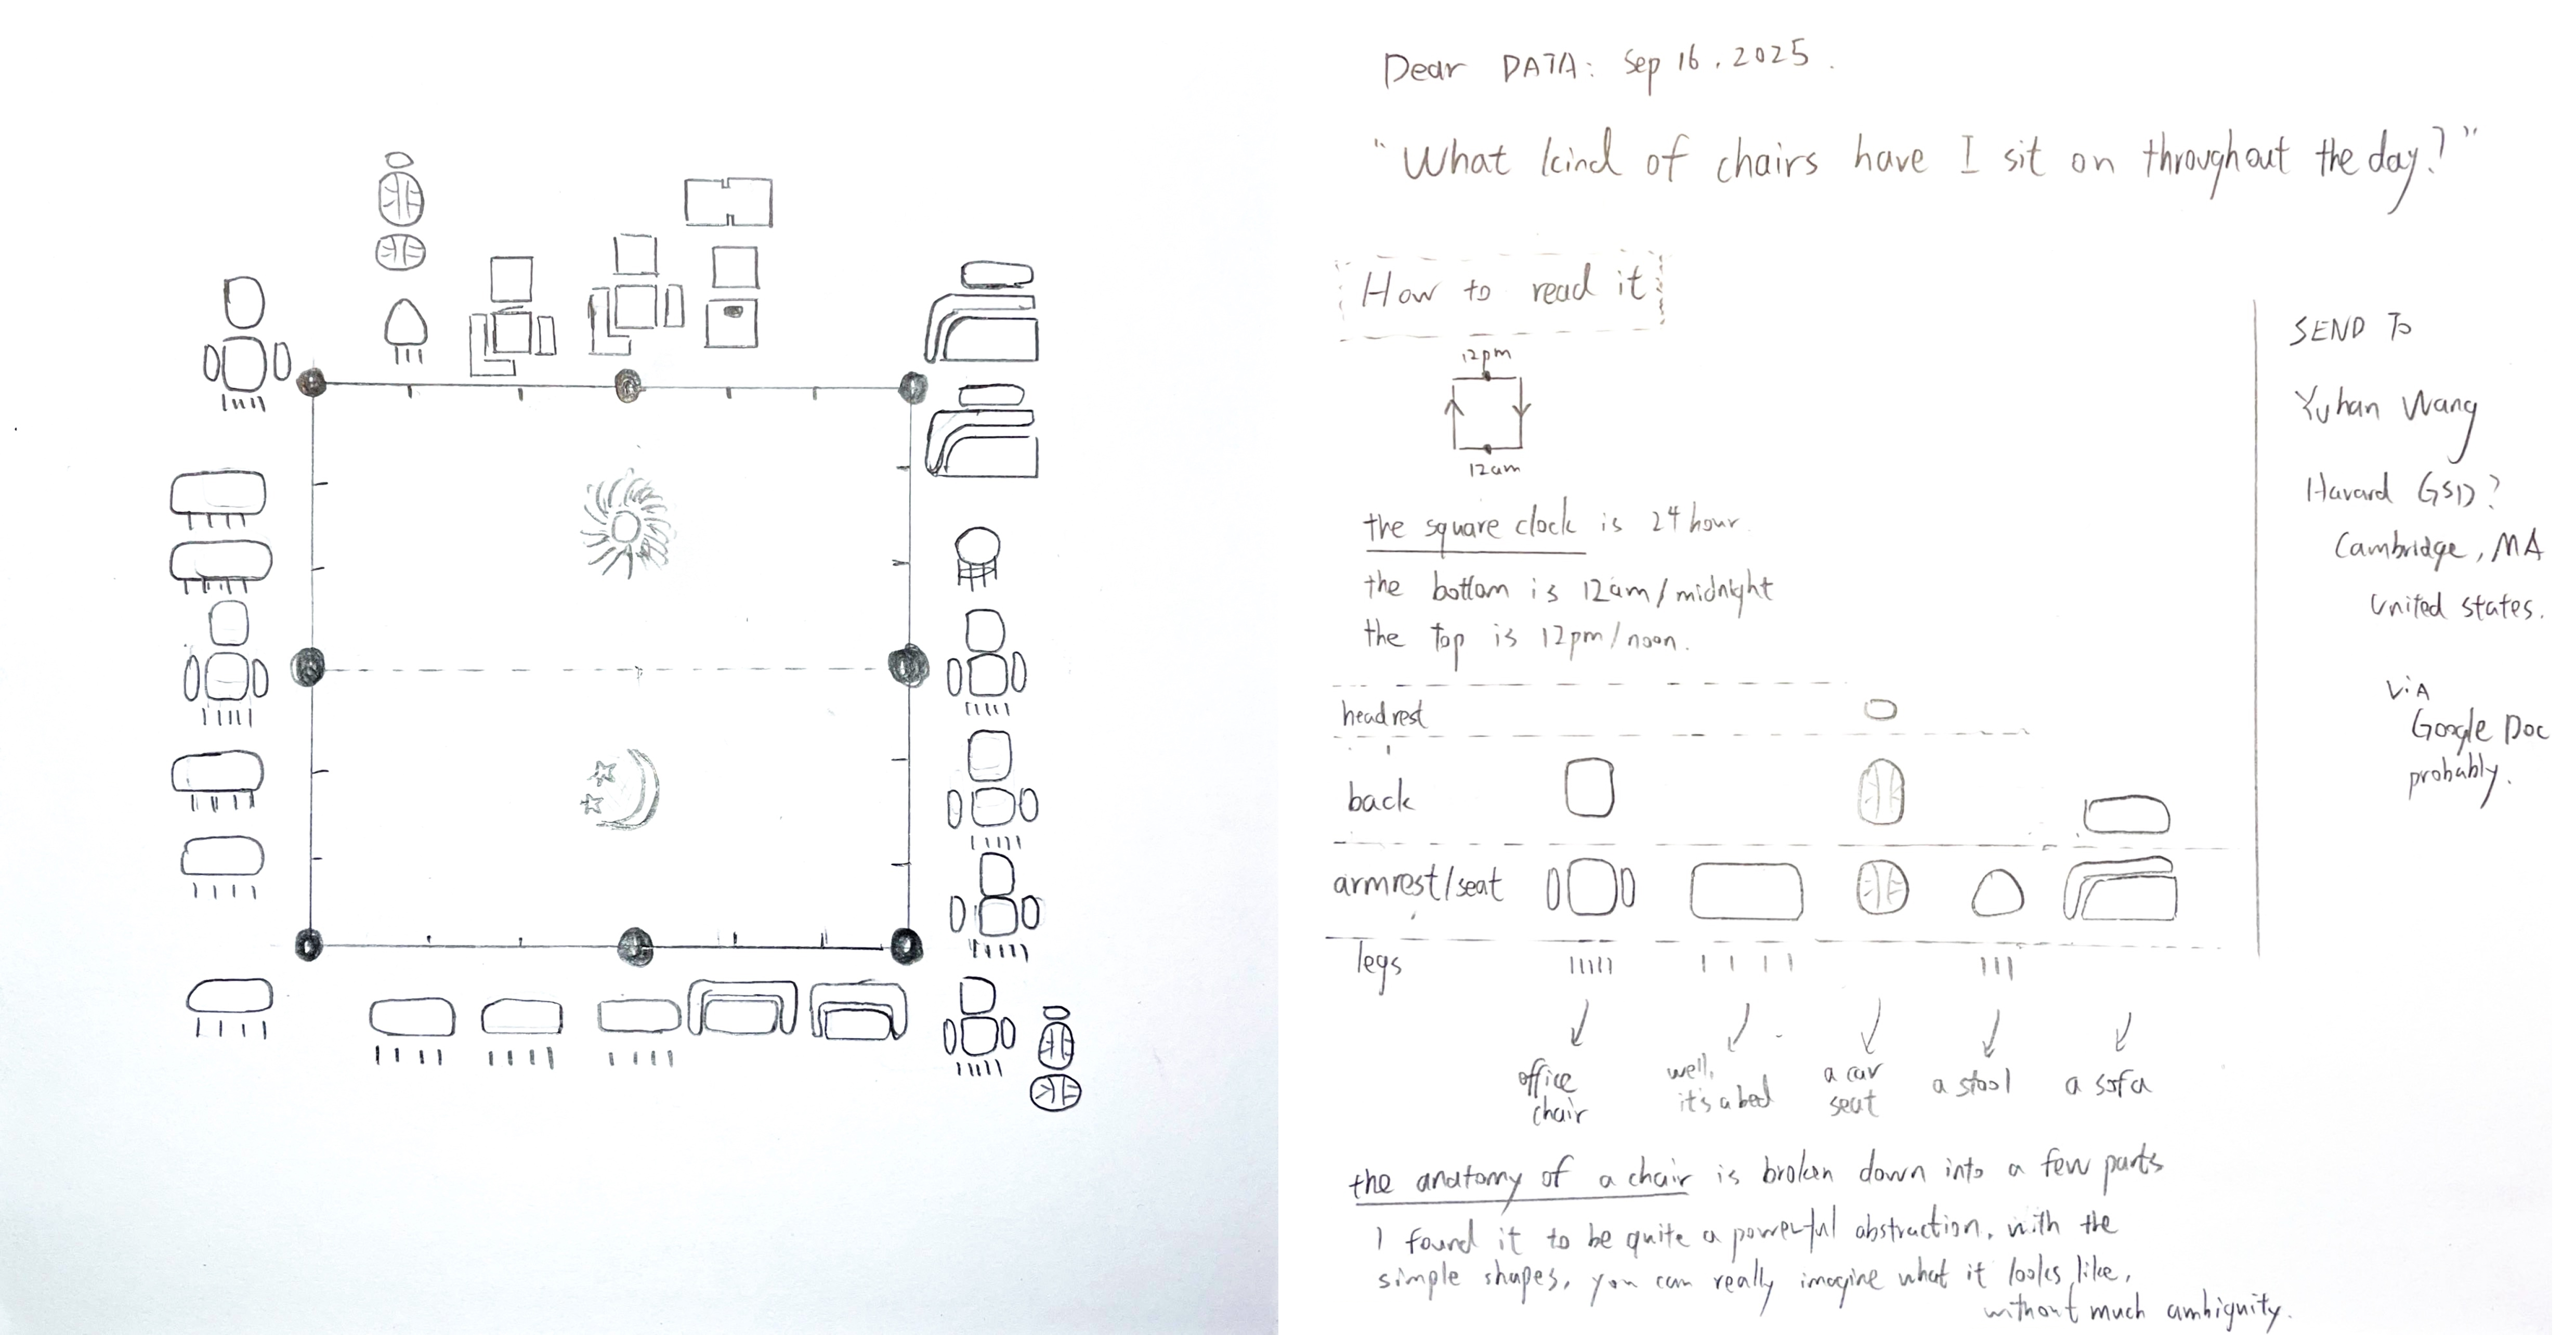 Dear DATA: Sep 16, 2025.
"What kind of chairs have I sit on throughout the day?"
How to read it
12pm
12am
the square clock is 24 hour.
the bottom is 12am/midnight
the top is 12pm/noon.
headrest
back
armrest/seat
legs
office
chair
well,
it's a bed
a car
seat
a stool
a sofa
the anatomy of a chair is broken down into a few parts
I found it to be quite a powerful abstraction, with the
simple shapes, you can really imagine what it looks like,
without much ambiguity.
SEND TO
Yuhan Wang
Havard GSD?
Cambridge, MA
United States.
ViA
Google Doc
probably.